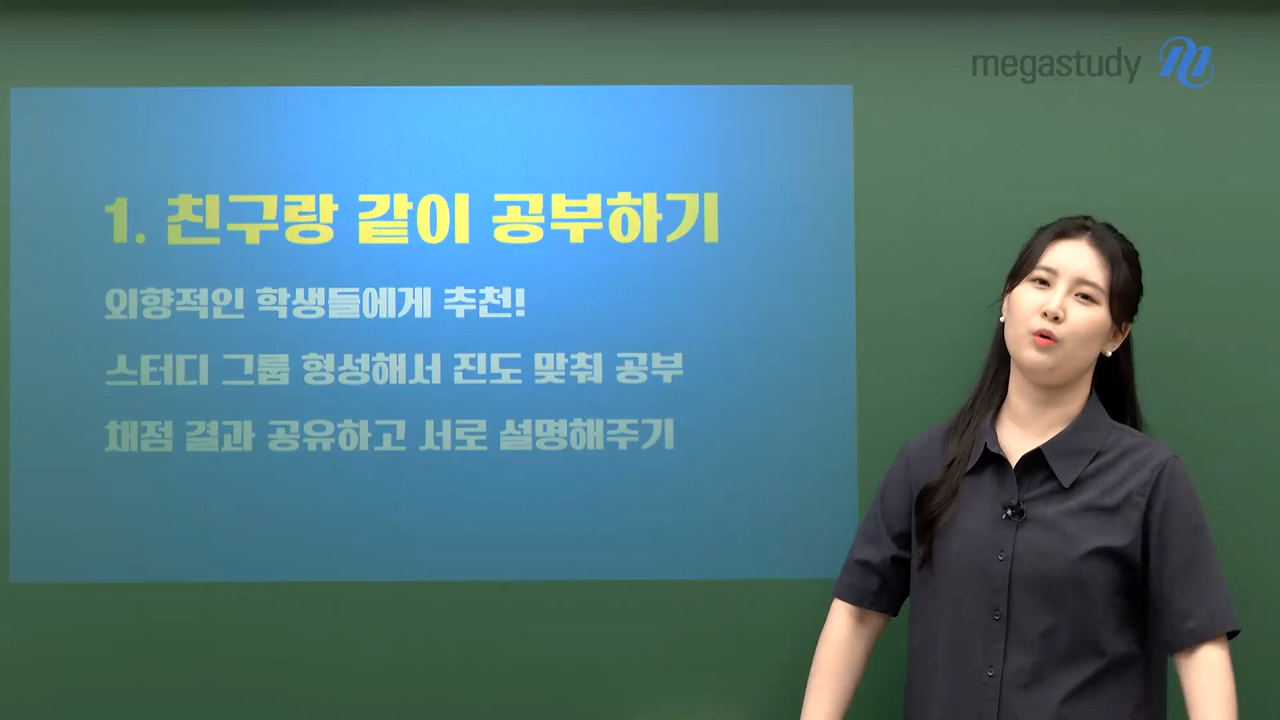 megastudy
1. 친구랑 같이 공부하기
외향적인 학생들에게 추천!
스터디 그룹 형성해서 진도 맞춰 공부
채점 결과 공유하고 서로 설명해주기